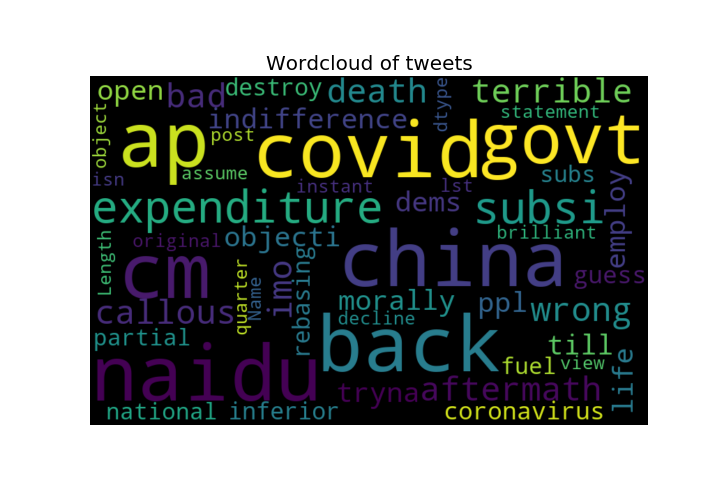 Wordcloud of tweets
open bad destroy death dtype terrible
statement
object ap indifference post covid govt
isn assume instant lst subs
expenditure dems subsi employ
brilliant
Length original objecti china
cm imo rebasing guess
callous quarter Name morally ppl wrong
decline
partial back till
naidu fuel view life
tryna aftermath
national inferior coronavirus